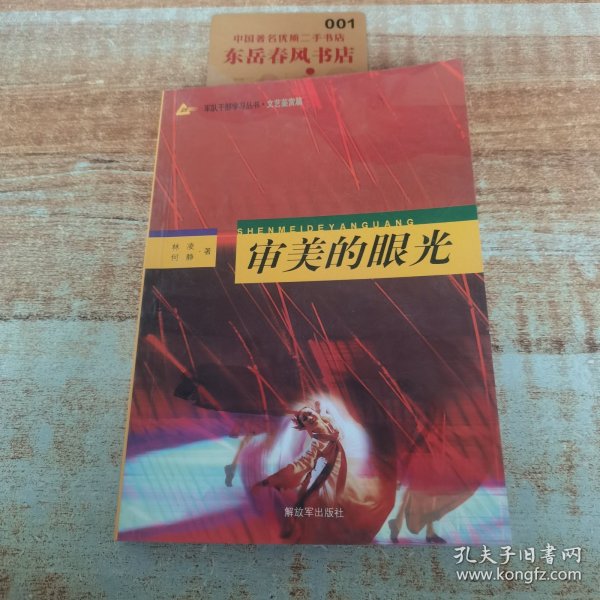 001
中国著名优质二手书店
东岳春风书店
军队干部学习丛书·文艺鉴赏篇
SHENMEIDEYANGUANG
审美的眼光
林凌
何静
·著
解放军出版社
孔夫子旧书网
www.kongfz.com